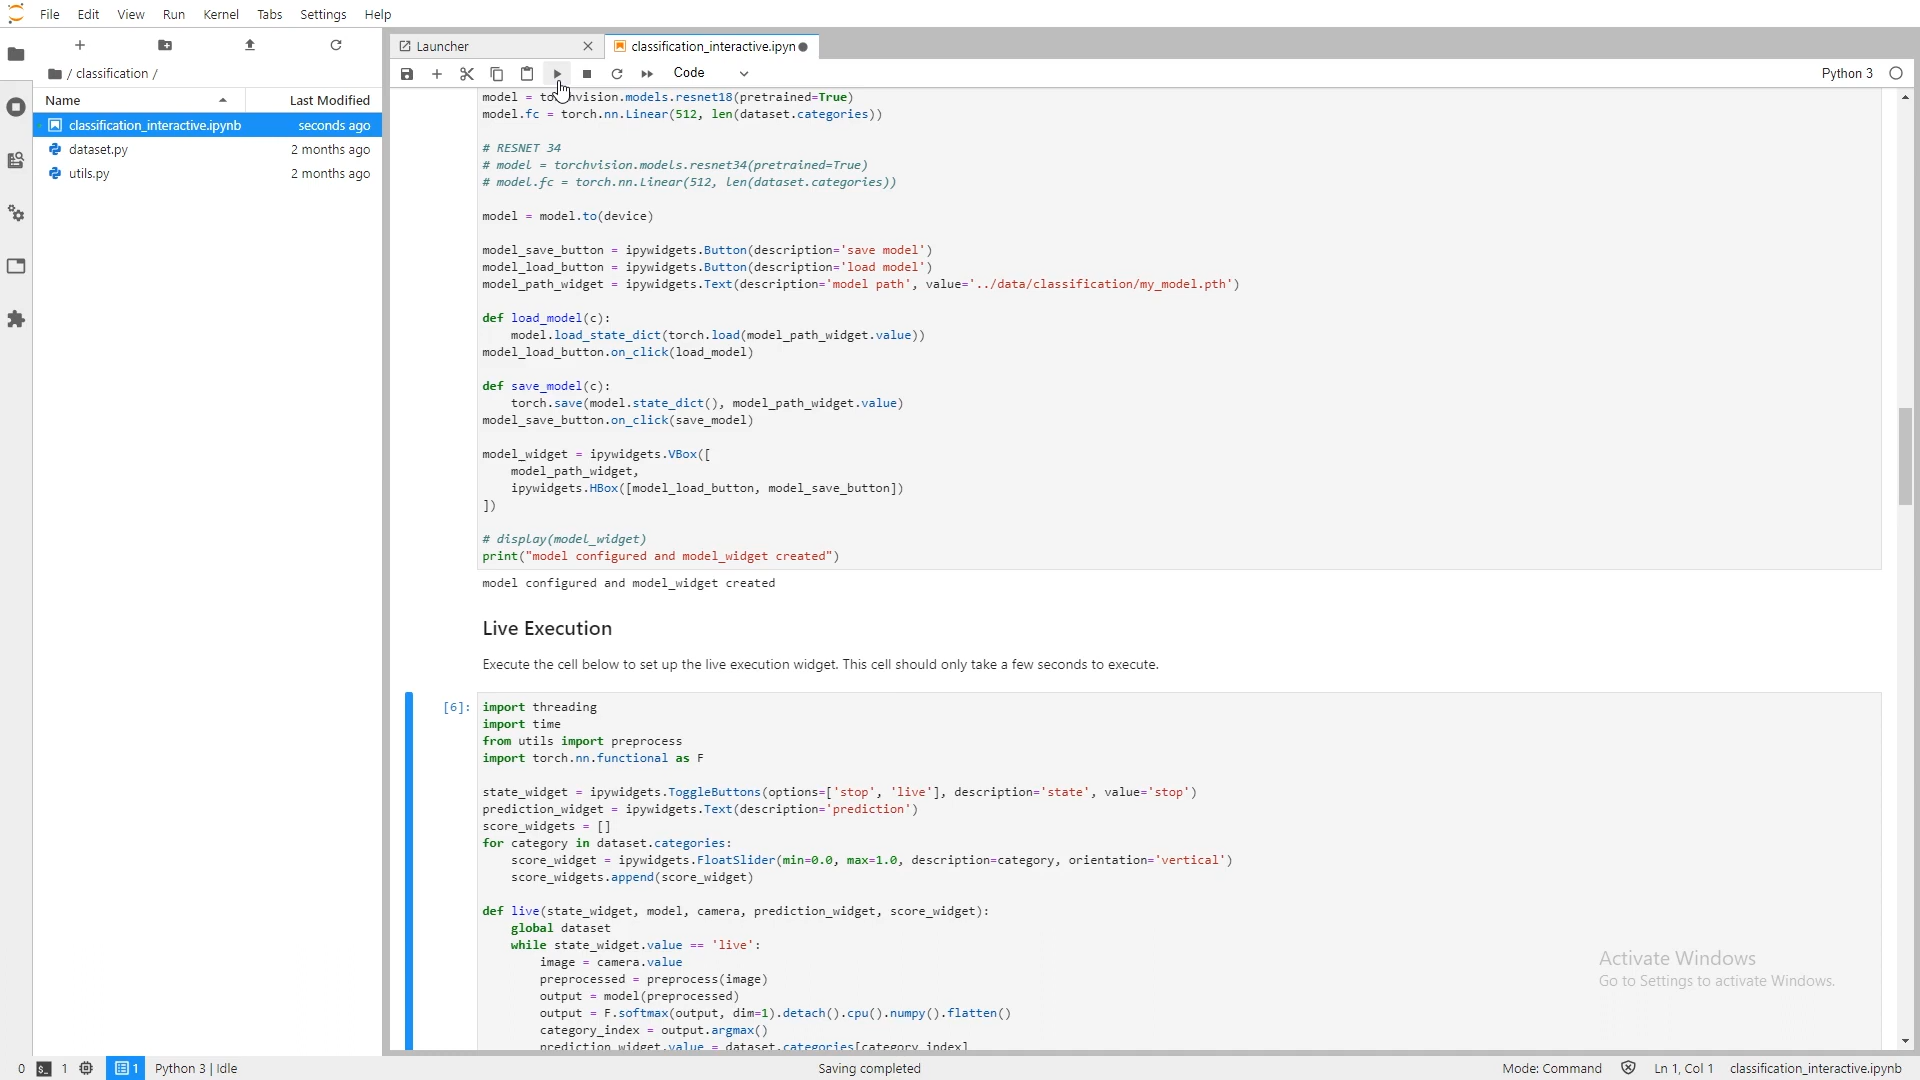 File Edit View Run Kernel Tabs Settings Help
Launcher
classification_interactive.ipyn
Code
Python 3
/ classification /
Name Last Modified
classification_interactive.ipynb seconds ago
dataset.py 2 months ago
utils.py 2 months ago
model = to vision.models.resnet18(pretrained=True)
model.fc = torch.nn.Linear(512, len(dataset.categories))
# RESNET 34
# model = torchvision.models.resnet34(pretrained=True)
# model.fc = torch.nn.Linear(512, len(dataset.categories))
model = model.to(device)
model_save_button = ipywidgets.Button(description='save model')
model_load_button = ipywidgets.Button(description='load model')
model_path_widget = ipywidgets.Text(description='model path', value='../data/classification/my_model.pth')
def load_model(c):
model.load_state_dict(torch.load(model_path_widget.value))
model_load_button.on_click(load_model)
def save_model(c):
torch.save(model.state_dict(), model_path_widget.value)
model_save_button.on_click(save_model)
model_widget = ipywidgets.VBox([
model_path_widget,
ipywidgets.HBox([model_load_button, model_save_button])
])
# display(model_widget)
print("model configured and model_widget created")
model configured and model_widget created
Live Execution
Execute the cell below to set up the live execution widget. This cell should only take a few seconds to execute.
[6]: import threading
import time
from utils import preprocess
import torch.nn.functional as F
state_widget = ipywidgets.ToggleButtons(options=['stop', 'live'], description='state', value='stop')
prediction_widget = ipywidgets.Text(description='prediction')
score_widgets = []
for category in dataset.categories:
score_widget = ipywidgets.FloatSlider(min=0.0, max=1.0, description=category, orientation='vertical')
score_widgets.append(score_widget)
def live(state_widget, model, camera, prediction_widget, score_widget):
global dataset
while state_widget.value == 'live':
image = camera.value
preprocessed = preprocess(image)
output = model(preprocessed)
output = F.softmax(output, dim=1).detach().cpu().numpy().flatten()
category_index = output.argmax()
prediction_widget.value = dataset.categories[category_index]
Activate Windows
Go to Settings to activate Windows.
0 1 1 Python 3 | Idle Saving completed Mode: Command Ln 1, Col 1 classification_interactive.ipynb